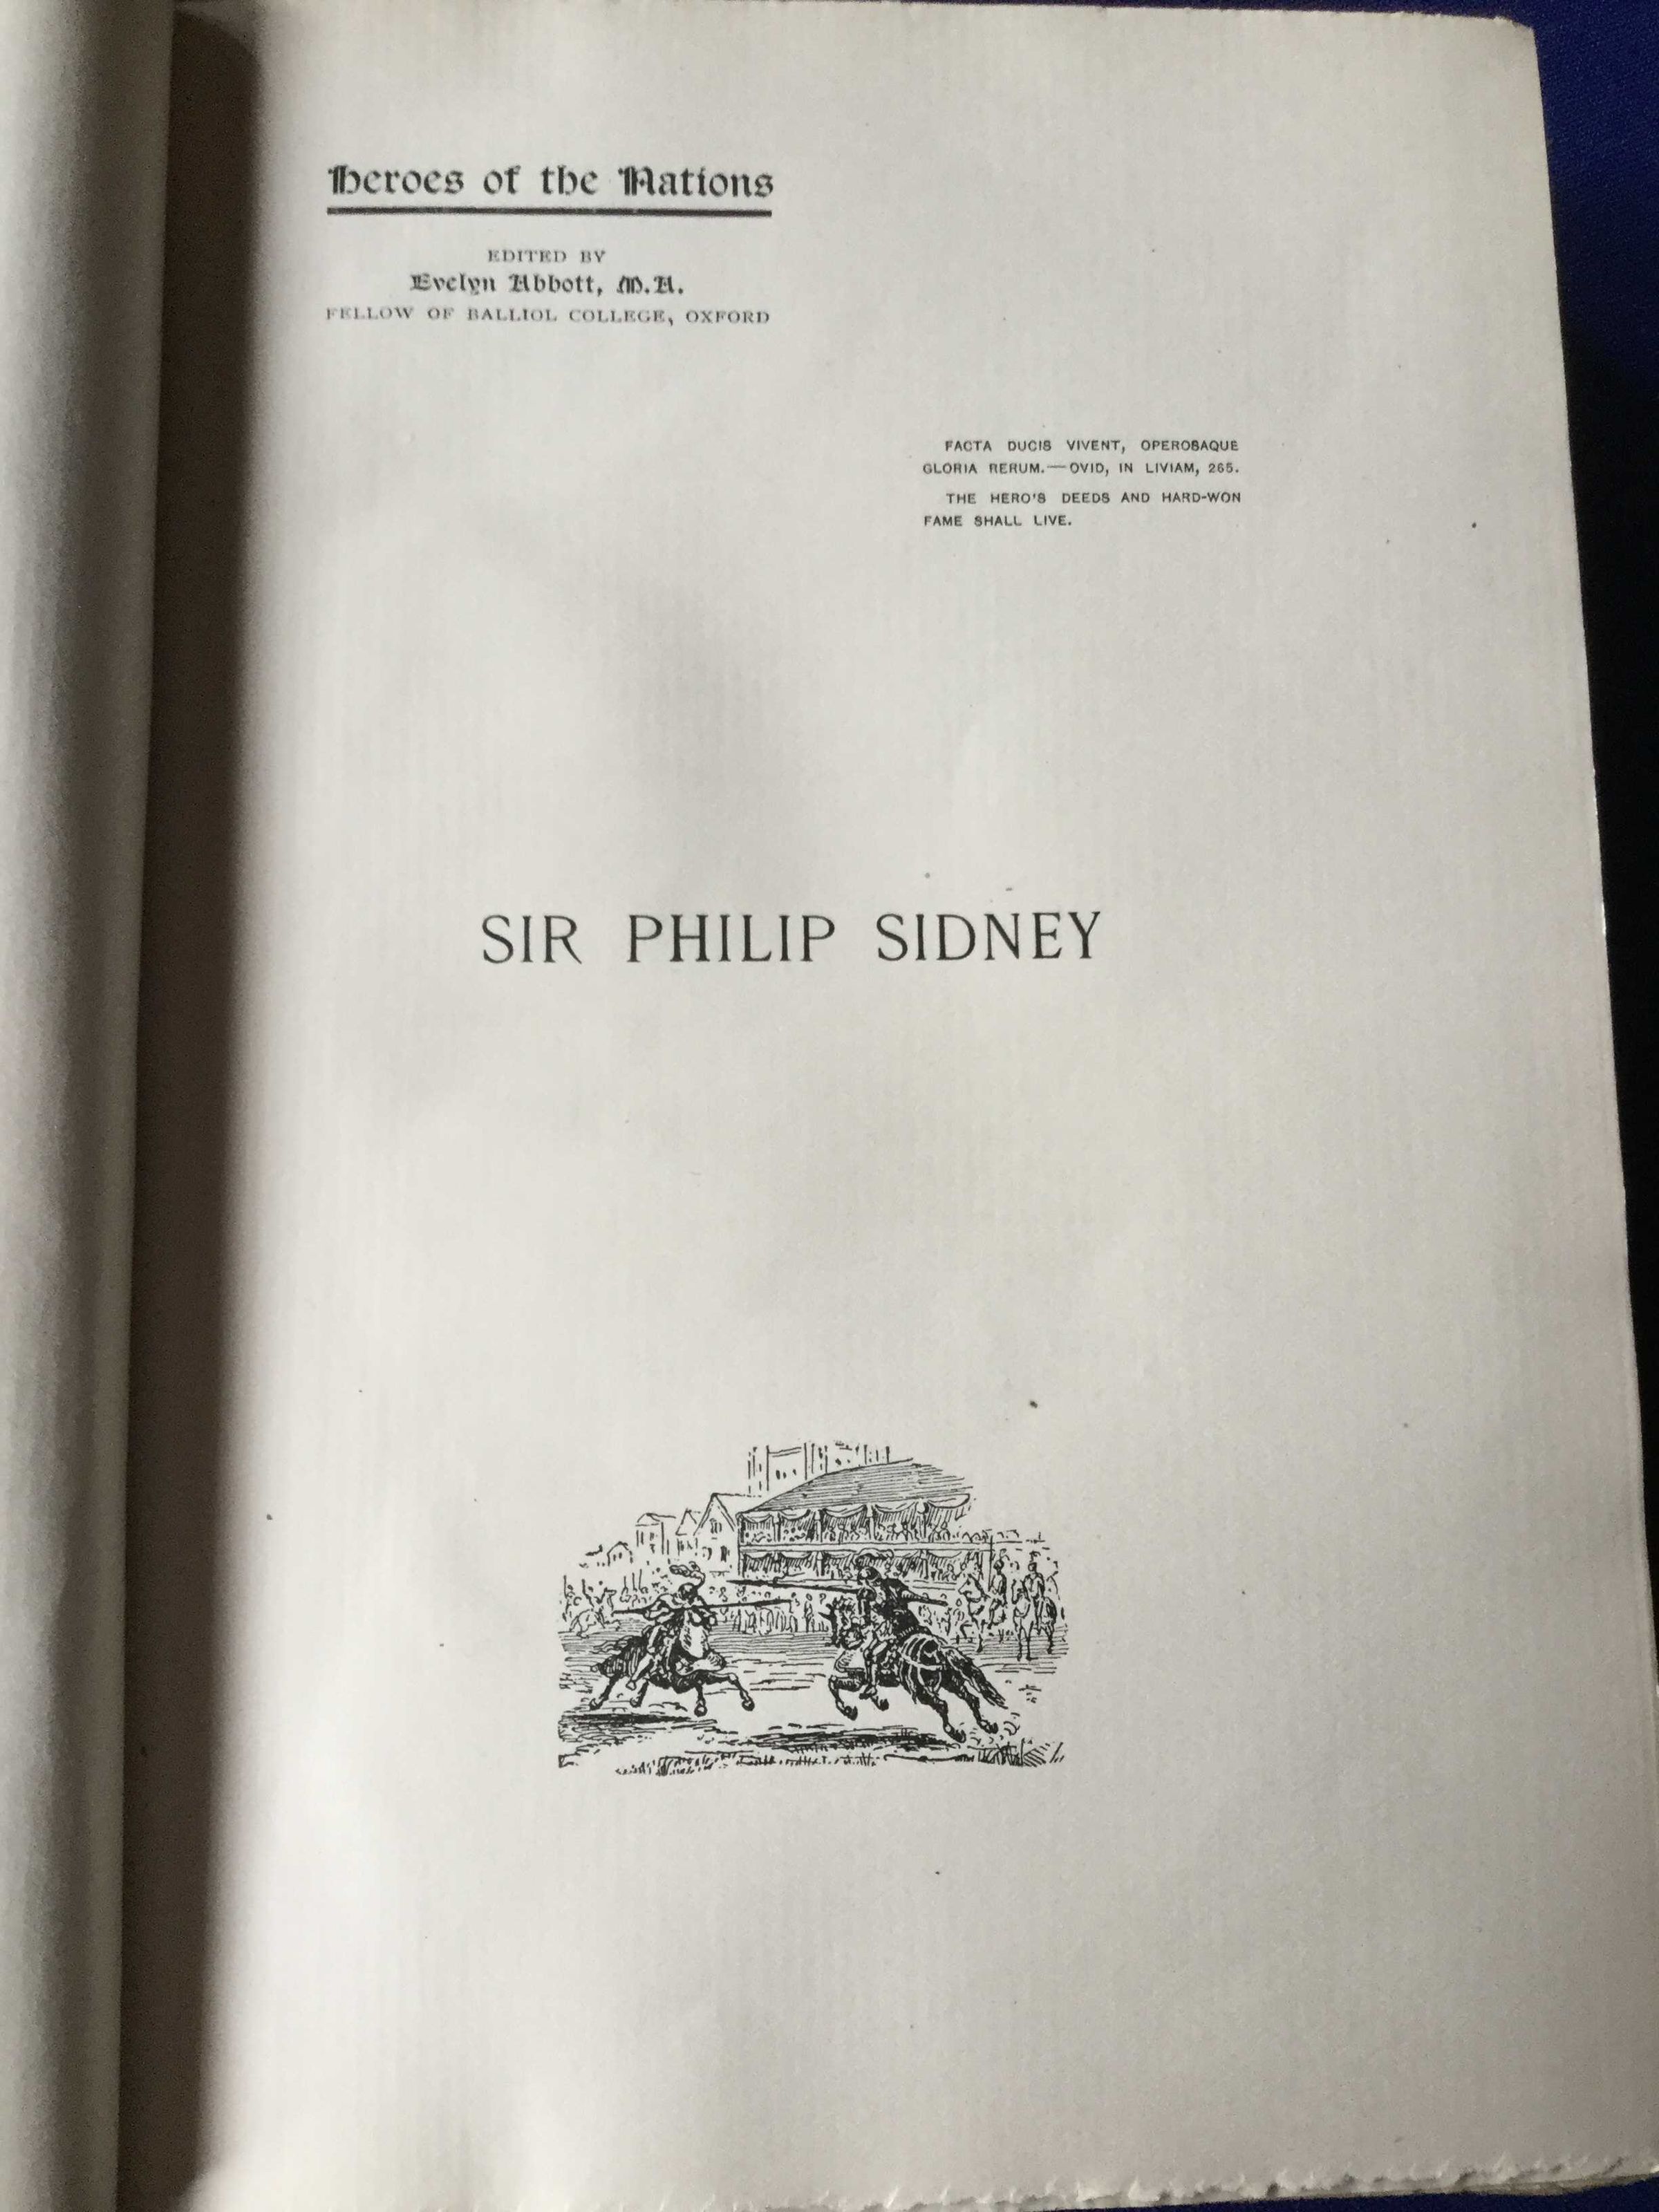 Heroes of the Nations
EDITED BY
Evelyn Abbott, M.A.
FELLOW OF BALLIOL COLLEGE, OXFORD
FACTA DUCIS VIVENT, OPEROSAQUE
GLORIA RERUM.—OVID, IN LIVIAM, 265.
THE HERO'S DEEDS AND HARD-WON
FAME SHALL LIVE.
SIR PHILIP SIDNEY